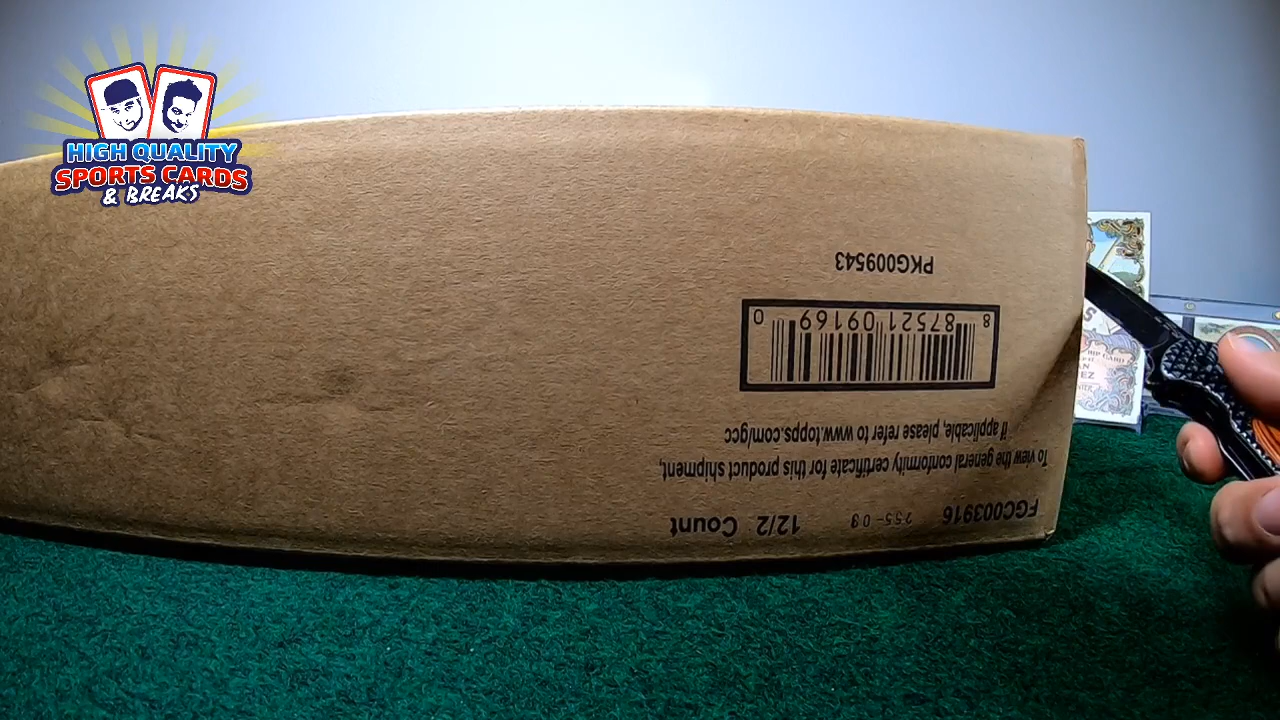 HIGH QUALITY
SPORTS CARDS
& BREAKS
FGC003916 255-09 12/2 Count
To view the general conformity certificate for this product shipment,
if applicable, please refer to www.topps.com/gcc
8 87521 09169 0
PKG009543